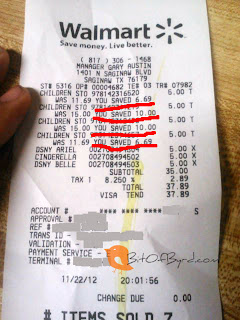 Walmart
Save money. Live better.
( 817 ) 306 - 1468
MANAGER GARY AUSTIN
1401 N SAGINAW BLVD
SAGINAW TX 76179
ST# 5316 OP# 00004682 TE# 03 TR# 07982
CHILDREN STO 978142316520 5.00 T
WAS 11.69 YOU SAVED 6.69
CHILDREN STO 5.00 T
WAS 16.00 YOU SAVED 10.00
CHILDREN STO 5.00 T
WAS 16.00 YOU SAVED 10.00
CHILDREN STO 5.00 T
WAS 11.69 YOU SAVED 6.69
DSNY ARIEL 5.00 X
CINDERELLA 002708494503 5.00 X
DSNY BELLE 002708494502 5.00 X
SUBTOTAL 35.00
TAX 1 8.250 % 2.89
TOTAL 37.89
VISA TEND 37.89
ACCOUNT # S
APPROVAL #
REF #
TRANS ID -
VALIDATION -
PAYMENT SERVICE -
TERMINAL #
BitOfByrd.com
11/22/12 20:01:56
CHANGE DUE 0.00
# ITEMS SOLD 7